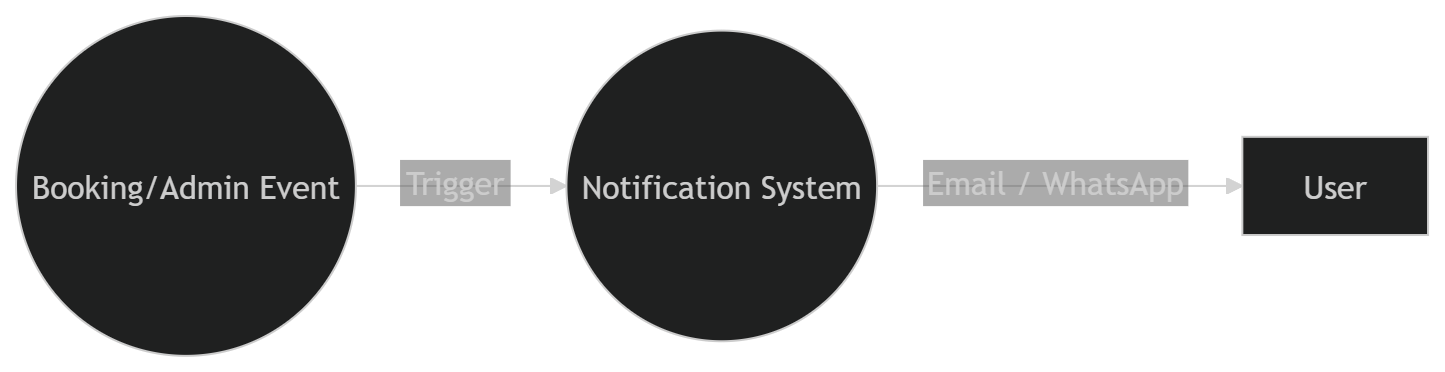 Booking/Admin Event
Trigger
Notification System
Email / WhatsApp
User